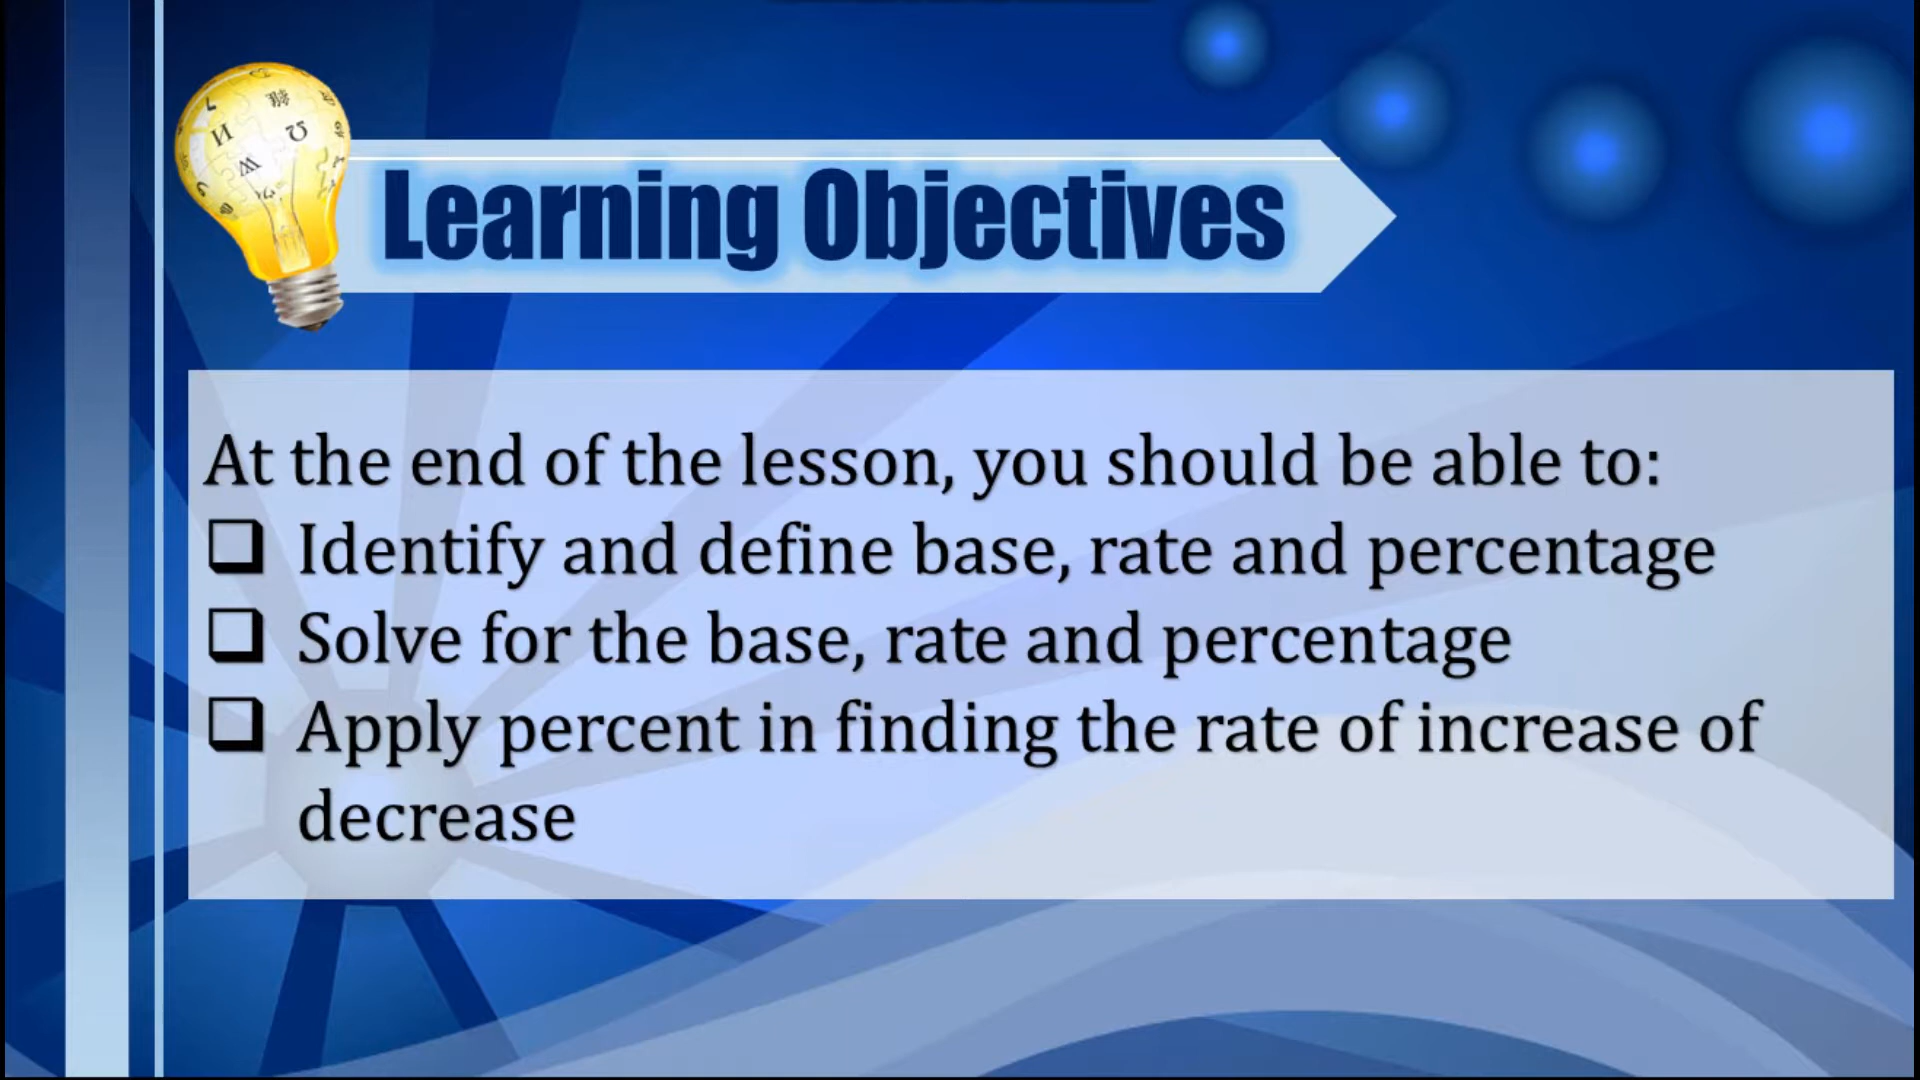 Learning Objectives
At the end of the lesson, you should be able to:
❑ Identify and define base, rate and percentage
❑ Solve for the base, rate and percentage
❑ Apply percent in finding the rate of increase of
decrease